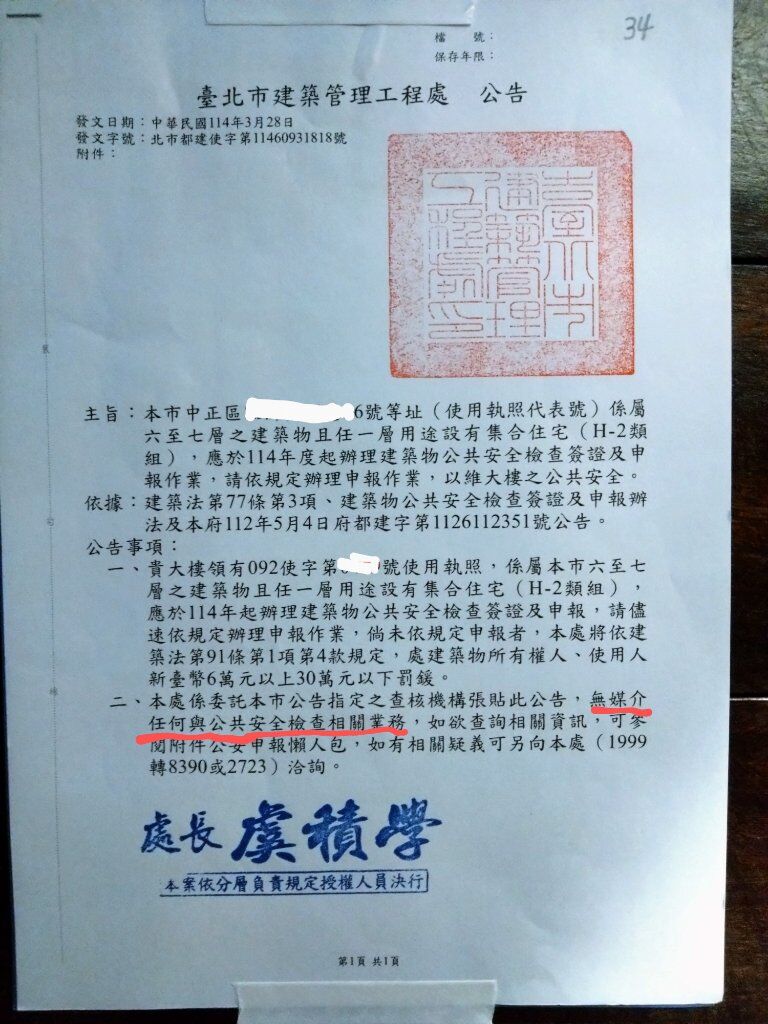 34
檔　號：
保存年限：
臺北市建築管理工程處　公告
發文日期：中華民國114年3月28日
發文字號：北市都建使字第11460931818號
附件：
臺北市建築管理工程處印
主旨：本市中正區 6號等址（使用執照代表號）係屬
六至七層之建築物且任一層用途設有集合住宅（H-2類
組），應於114年度起辦理建築物公共安全檢查簽證及申
報作業，請依規定辦理申報作業，以維大樓之公共安全。
依據：建築法第77條第3項、建築物公共安全檢查簽證及申報辦
法及本府112年5月4日府都建字第1126112351號公告。
公告事項：
一、貴大樓領有092使字第 號使用執照，係屬本市六至七
層之建築物且任一層用途設有集合住宅（H-2類組），
應於114年起辦理建築物公共安全檢查簽證及申報，請儘
速依規定辦理申報作業，倘未依規定申報者，本處將依建
築法第91條第1項第4款規定，處建築物所有權人、使用人
新臺幣6萬元以上30萬元以下罰鍰。
二、本處係委託本市公告指定之查核機構張貼此公告，無媒介
任何與公共安全檢查相關業務，如欲查詢相關資訊，可參
閱附件公安申報懶人包，如有相關疑義可另向本處（1999
轉8390或2723）洽詢。
處長 虞積學
本案依分層負責規定授權人員決行
第1頁 共1頁
裝
訂
線